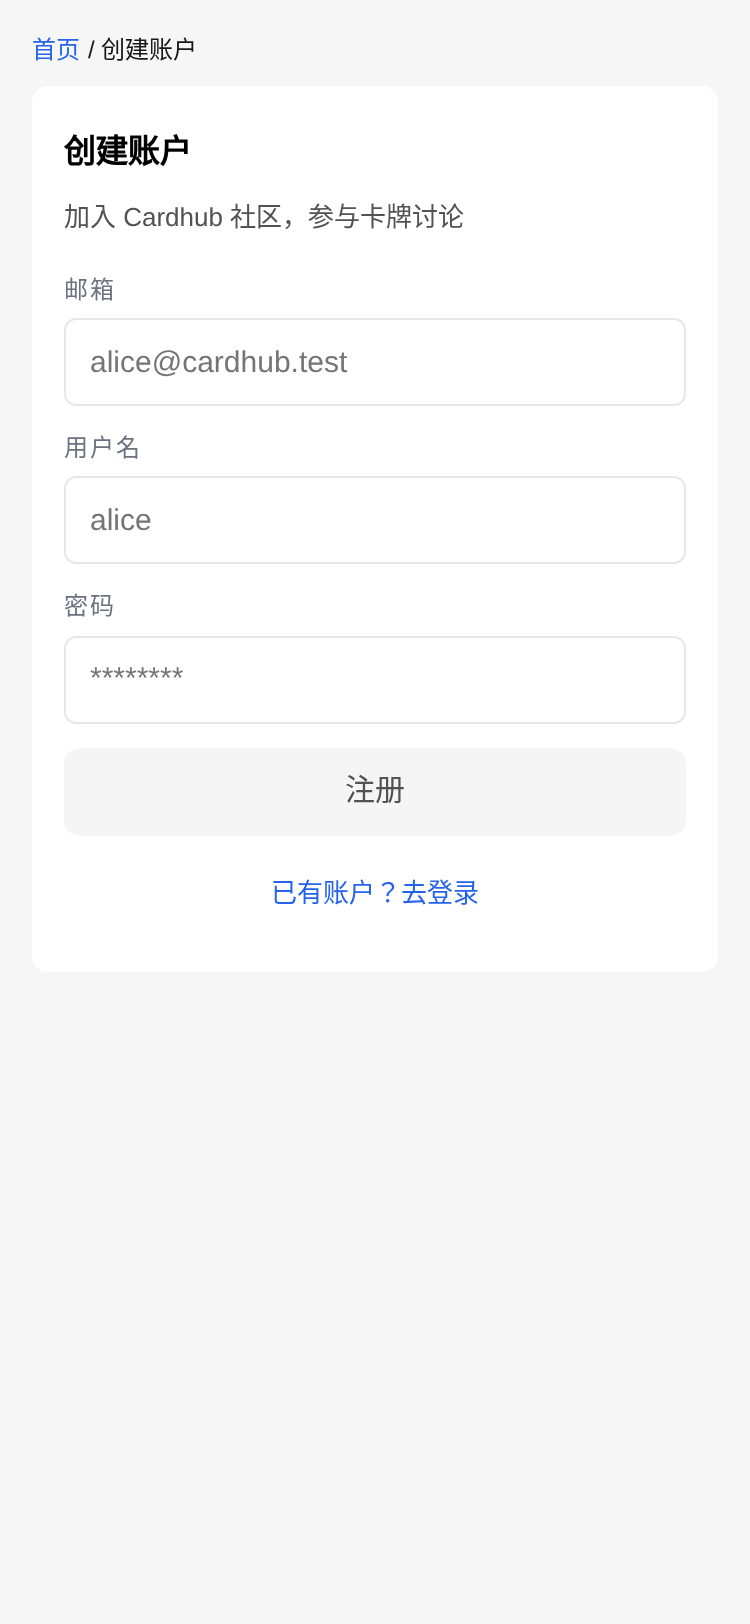 首页 / 创建账户
创建账户
加入 Cardhub 社区，参与卡牌讨论
邮箱
alice@cardhub.test
用户名
alice
密码
********
注册
已有账户？去登录